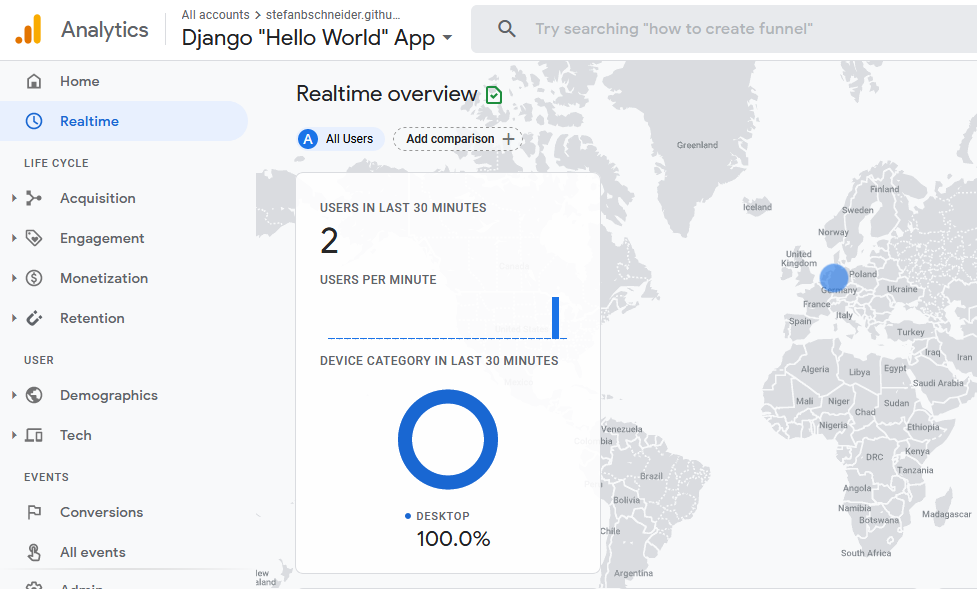 Analytics
All accounts > stefanbschneider.githu...
Django "Hello World" App
Try searching "how to create funnel"
Home
Realtime
LIFE CYCLE
Acquisition
Engagement
Monetization
Retention
USER
Demographics
Tech
EVENTS
Conversions
All events
Admin
Realtime overview
A All Users
Add comparison
USERS IN LAST 30 MINUTES
2
USERS PER MINUTE
DEVICE CATEGORY IN LAST 30 MINUTES
DESKTOP
100.0%
Greenland
Iceland
Finland
Sweden
Norway
United
Kingdom
Poland
Germany
Ukraine
France
Italy
Spain
Turkey
Iraq
Iran
Algeria
Libya
Egypt
Saudi Arabia
Mali
Niger
Chad
Sudan
Nigeria
Ethiopia
DRC
Kenya
Tanzania
Angola
Namibia
Botswana
Madagascar
South Africa
Venezuela
bia
Brazil
Bolivia
Chile
Argentina
ew
aland